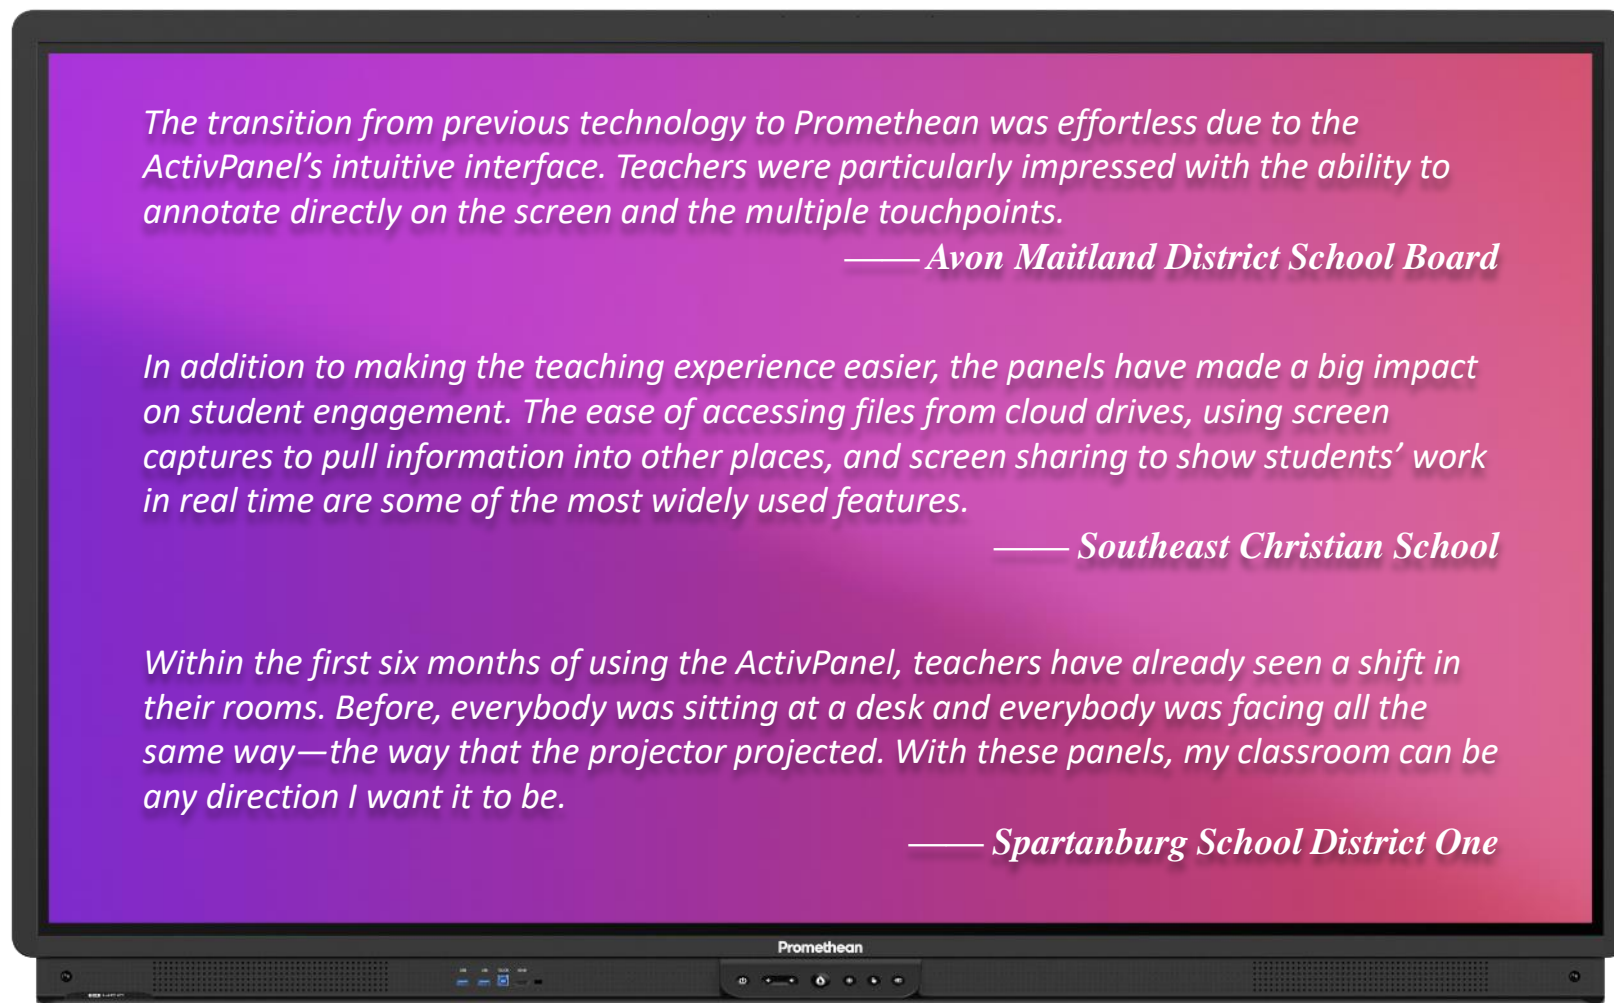 The transition from previous technology to Promethean was effortless due to the
ActivPanel’s intuitive interface. Teachers were particularly impressed with the ability to
annotate directly on the screen and the multiple touchpoints.
—— Avon Maitland District School Board
In addition to making the teaching experience easier, the panels have made a big impact
on student engagement. The ease of accessing files from cloud drives, using screen
captures to pull information into other places, and screen sharing to show students’ work
in real time are some of the most widely used features.
—— Southeast Christian School
Within the first six months of using the ActivPanel, teachers have already seen a shift in
their rooms. Before, everybody was sitting at a desk and everybody was facing all the
same way—the way that the projector projected. With these panels, my classroom can be
any direction I want it to be.
—— Spartanburg School District One
Promethean